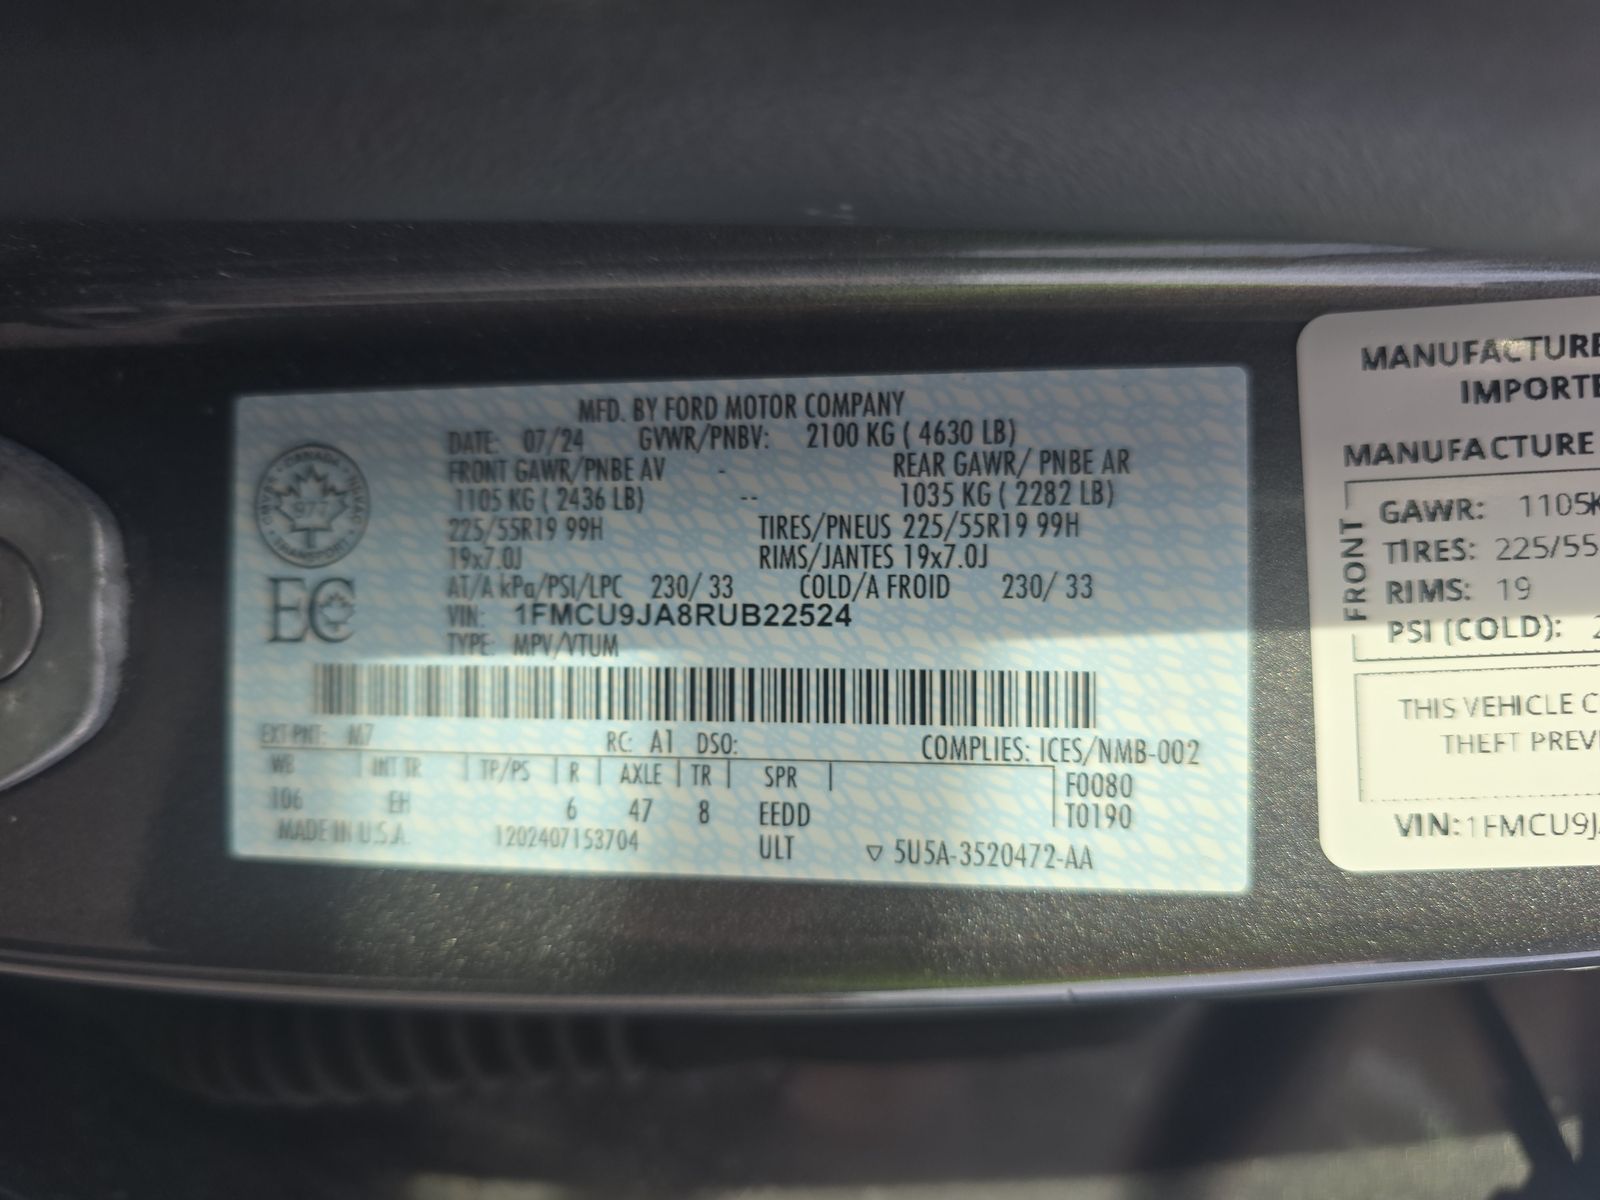 MFD. BY FORD MOTOR COMPANY
DATE: 07/24 GVWR/PNBV: 2100 KG ( 4630 LB)
FRONT GAWR/PNBE AV - REAR GAWR/ PNBE AR
1105 KG ( 2436 LB) -- 1035 KG ( 2282 LB)
225/55R19 99H TIRES/PNEUS 225/55R19 99H
19x7.0J RIMS/JANTES 19x7.0J
AT/A kPa/PSI/LPC 230/ 33 COLD/A FROID 230/ 33
VIN: 1FMCU9JA8RUB22524
TYPE: MPV/VTUM
CANADA
TRANSPORT
977
EC
EXT PNT: M7 RC: A1 DSO: COMPLIES: ICES/NMB-002
WB | INT TR | TP/PS | R | AXLE | TR | SPR | F0080
106 EH 6 47 8 EEDD T0190
MADE IN U.S.A. 1202407153704 ULT ▽ 5U5A-3520472-AA
MANUFACTURE
IMPORTE
MANUFACTURE
FRONT
GAWR: 1105K
TIRES: 225/55
RIMS: 19
PSI (COLD): 2
THIS VEHICLE C
THEFT PREV
VIN:1FMCU9J